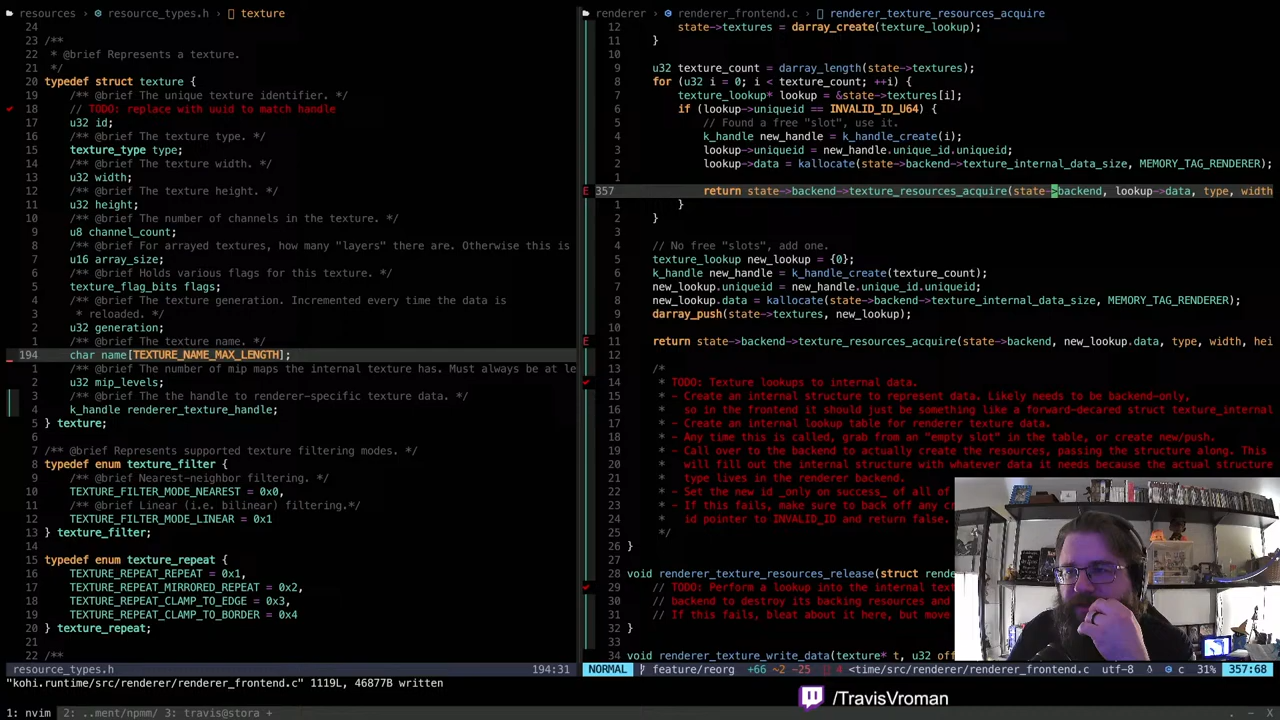 resources > resource_types.h > texture
24
23 /**
22  * @brief Represents a texture.
21  */
20 typedef struct texture {
19     /** @brief The unique texture identifier. */
18     // TODO: replace with uuid to match handle
17     u32 id;
16     /** @brief The texture type. */
15     texture_type type;
14     /** @brief The texture width. */
13     u32 width;
12     /** @brief The texture height. */
11     u32 height;
10     /** @brief The number of channels in the texture. */
9     u8 channel_count;
8     /** @brief For arrayed textures, how many "layers" there are. Otherwise this is
7     u16 array_size;
6     /** @brief Holds various flags for this texture. */
5     texture_flag_bits flags;
4     /** @brief The texture generation. Incremented every time the data is
3      * reloaded. */
2     u32 generation;
1     /** @brief The texture name. */
194     char name[TEXTURE_NAME_MAX_LENGTH];
1     /** @brief The number of mip maps the internal texture has. Must always be at le
2     u32 mip_levels;
3     /** @brief The the handle to renderer-specific texture data. */
4     k_handle renderer_texture_handle;
5 } texture;
6
7 /** @brief Represents supported texture filtering modes. */
8 typedef enum texture_filter {
9     /** @brief Nearest-neighbor filtering. */
10     TEXTURE_FILTER_MODE_NEAREST = 0x0,
11     /** @brief Linear (i.e. bilinear) filtering.*/
12     TEXTURE_FILTER_MODE_LINEAR = 0x1
13 } texture_filter;
14
15 typedef enum texture_repeat {
16     TEXTURE_REPEAT_REPEAT = 0x1,
17     TEXTURE_REPEAT_MIRRORED_REPEAT = 0x2,
18     TEXTURE_REPEAT_CLAMP_TO_EDGE = 0x3,
19     TEXTURE_REPEAT_CLAMP_TO_BORDER = 0x4
20 } texture_repeat;
21
22 /**
resource_types.h 194:31
renderer > renderer_frontend.c > renderer_texture_resources_acquire
12         state->textures = darray_create(texture_lookup);
11     }
10
9     u32 texture_count = darray_length(state->textures);
8     for (u32 i = 0; i < texture_count; ++i) {
7         texture_lookup* lookup = &state->textures[i];
6         if (lookup->uniqueid == INVALID_ID_U64) {
5             // Found a free "slot", use it.
4             k_handle new_handle = k_handle_create(i);
3             lookup->uniqueid = new_handle.unique_id.uniqueid;
2             lookup->data = kallocate(state->backend->texture_internal_data_size, MEMORY_TAG_RENDERER);
1
E 357             return state->backend->texture_resources_acquire(state->backend, lookup->data, type, width
1         }
2     }
3
4     // No free "slots", add one.
5     texture_lookup new_lookup = {0};
6     k_handle new_handle = k_handle_create(texture_count);
7     new_lookup.uniqueid = new_handle.unique_id.uniqueid;
8     new_lookup.data = kallocate(state->backend->texture_internal_data_size, MEMORY_TAG_RENDERER);
9     darray_push(state->textures, new_lookup);
10
E 11     return state->backend->texture_resources_acquire(state->backend, new_lookup.data, type, width, hei
12
13     /*
14      * TODO: Texture lookups to internal data.
15      * - Create an internal structure to represent data. Likely needs to be backend-only,
16      *   so in the frontend it should just be something like a forward-decared struct texture_internal
17      * - Create an internal lookup table for renderer texture data.
18      * - Any time this is called, grab from an "empty slot" in the table, or create new/push.
19      * - Call over to the backend to actually create the resources, passing the structure along. This
20      *   will fill out the internal structure with whatever data it needs because the actual structure
21      *   type lives in the renderer backend.
22      * - Set the new id _only on success_ of all of
23      * - If this fails, make sure to back off any cr
24      *   id pointer to INVALID_ID and return false.
25      */
26 }
27
28 void renderer_texture_resources_release(struct rende
29     // TODO: Perform a lookup into the internal text
30     // backend to destroy its backing resources and
31     // If this fails, bleat about it here, but move
32 }
34 void renderer_texture_write_data(texture* t, u32 off
NORMAL feature/reorg +66 ~2 -25 4 <time/src/renderer/renderer_frontend.c utf-8 c 31% 357:68
"kohi.runtime/src/renderer/renderer_frontend.c" 1119L, 46877B written
/TravisVroman
1: nvim 2: ..ment/npmm/ 3: travis@stora +